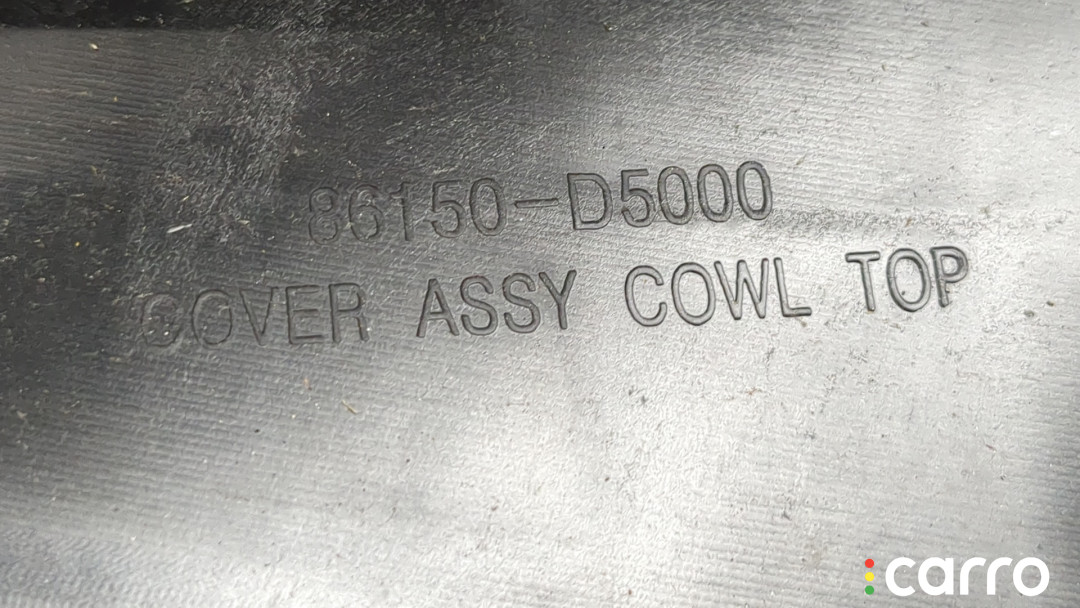 86150-D5000
COVER ASSY COWL TOP
carro